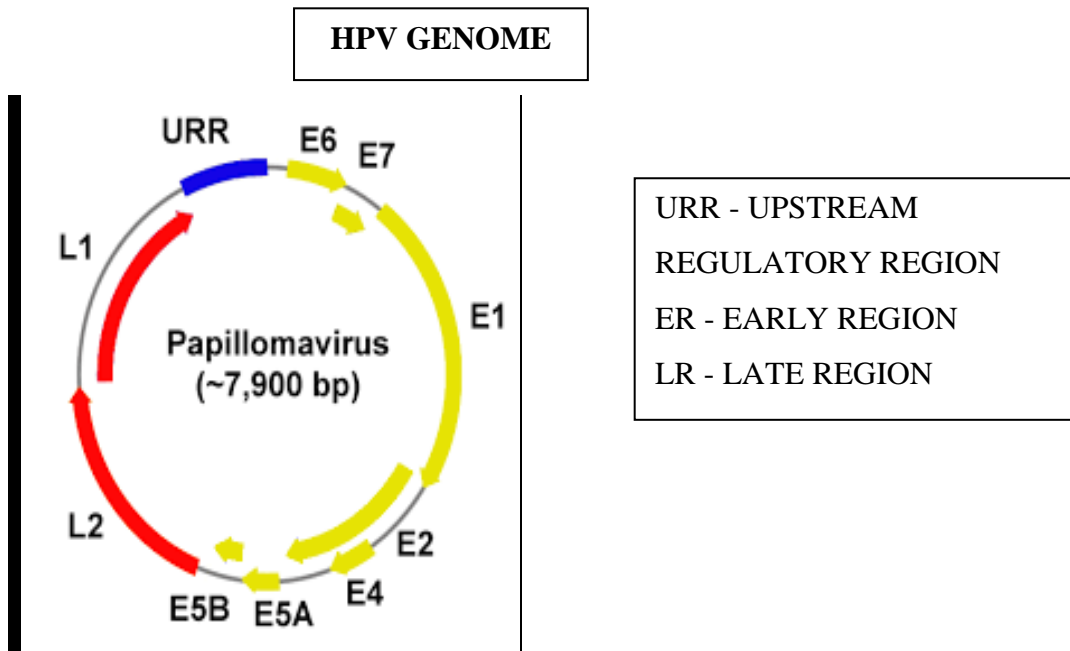 HPV GENOME
URR
E6
E7
L1
E1
Papillomavirus
(~7,900 bp)
L2
E2
E4
E5B
E5A
URR - UPSTREAM
REGULATORY REGION
ER - EARLY REGION
LR - LATE REGION